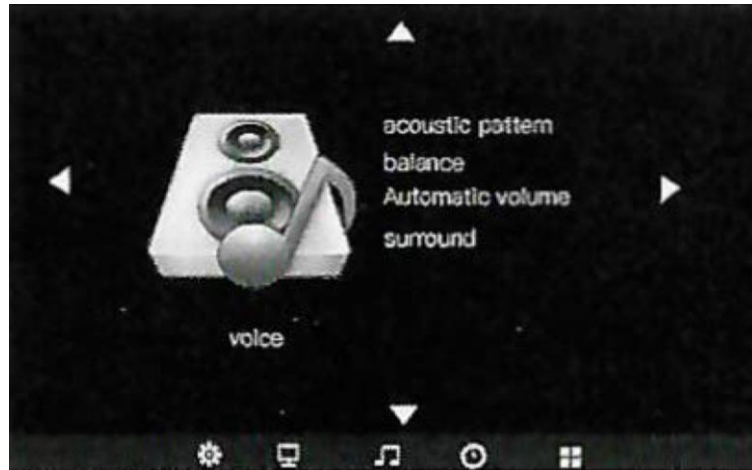 acoustic pattern
balance
Automatic volume
surround
voice